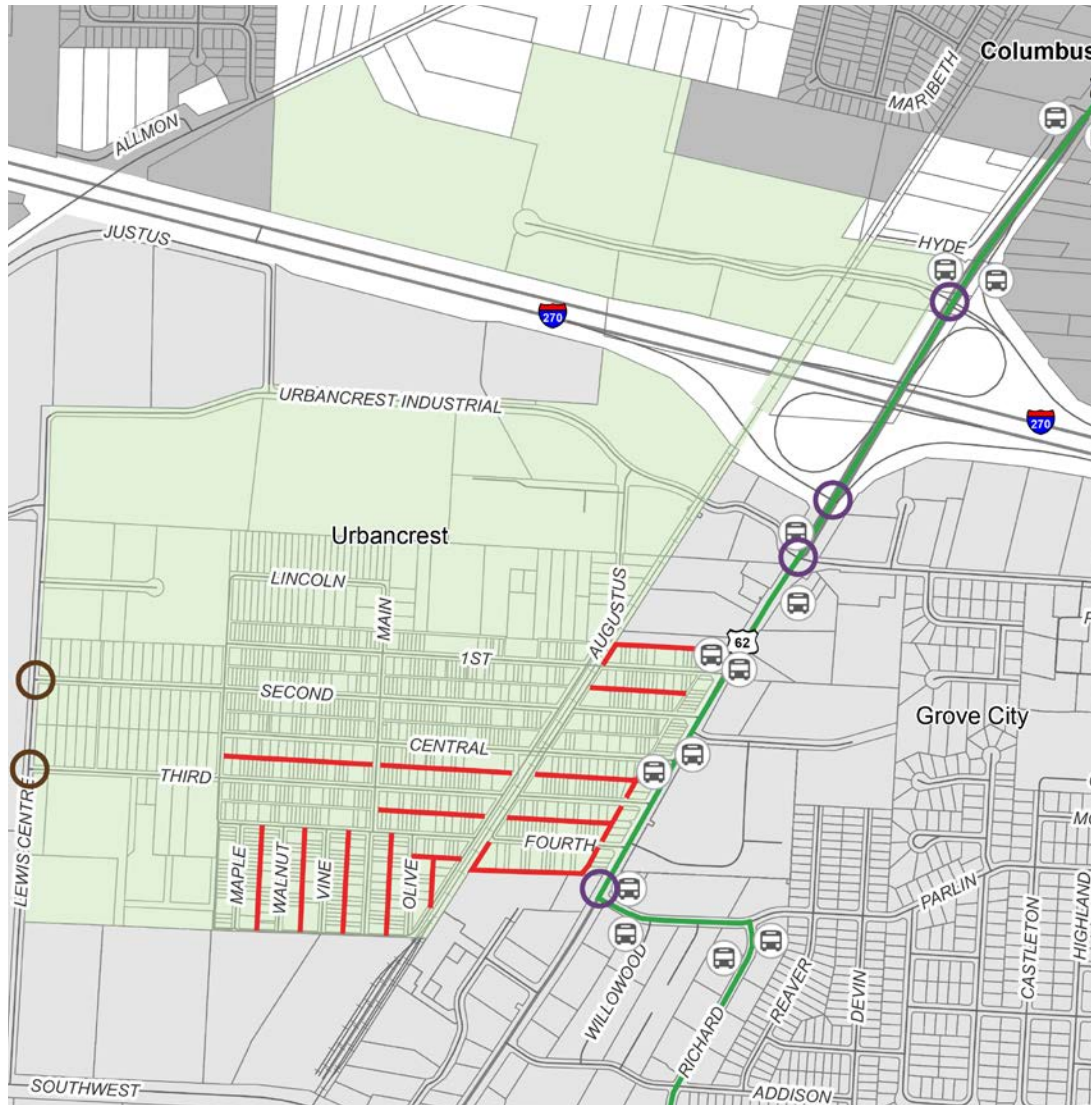 Columbus
MARIBETH
ALLMON
JUSTUS
HYDE
270
URBANCREST INDUSTRIAL
270
Urbancrest
LINCOLN
MAIN
AUGUSTUS
62
1ST
SECOND
Grove City
CENTRAL
THIRD
LEWIS CENTRE
FOURTH
MAPLE
WALNUT
VINE
OLIVE
PARLIN
HIGHLAND
CASTLETON
WILLOWOOD
REAVER
DEVIN
RICHARD
SOUTHWEST
ADDISON